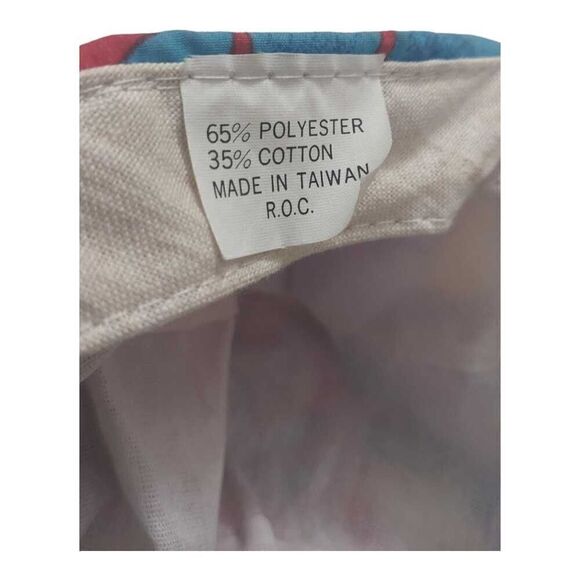 65% POLYESTER
35% COTTON
MADE IN TAIWAN
R.O.C.